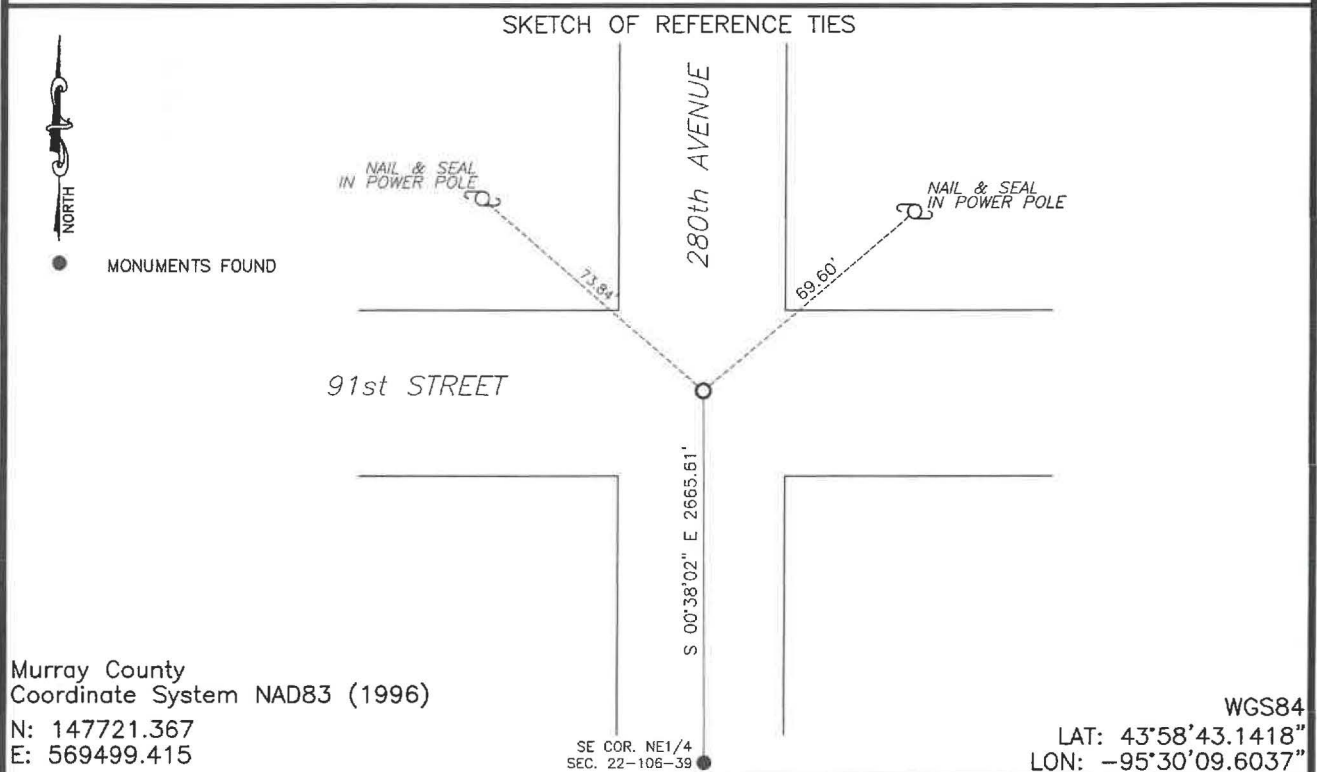 SKETCH OF REFERENCE TIES
NORTH
MONUMENTS FOUND
NAIL & SEAL
IN POWER POLE
280th AVENUE
NAIL & SEAL
IN POWER POLE
73.84'
69.60'
91st STREET
S 00°38'02" E 2665.61'
Murray County
Coordinate System NAD83 (1996)
N: 147721.367
E: 569499.415
SE COR. NE1/4
SEC. 22-106-39
WGS84
LAT: 43°58'43.1418"
LON: -95°30'09.6037"